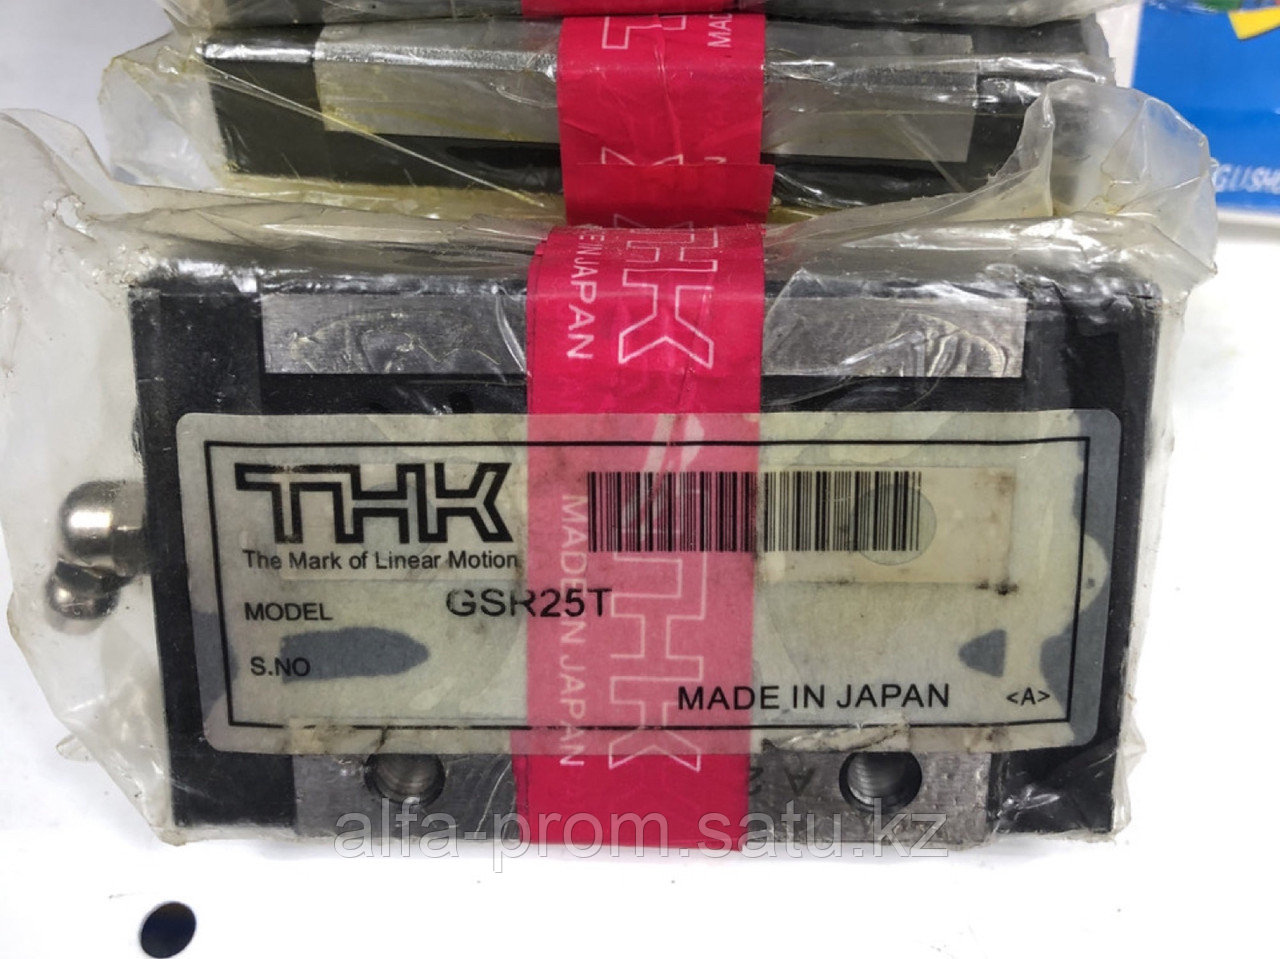 THK
MADE IN JAPAN
THK
The Mark of Linear Motion
MODEL GSR25T
S.NO
MADE IN JAPAN <A>
MADE IN JAPAN
THK
A 2
alfa-prom.satu.kz